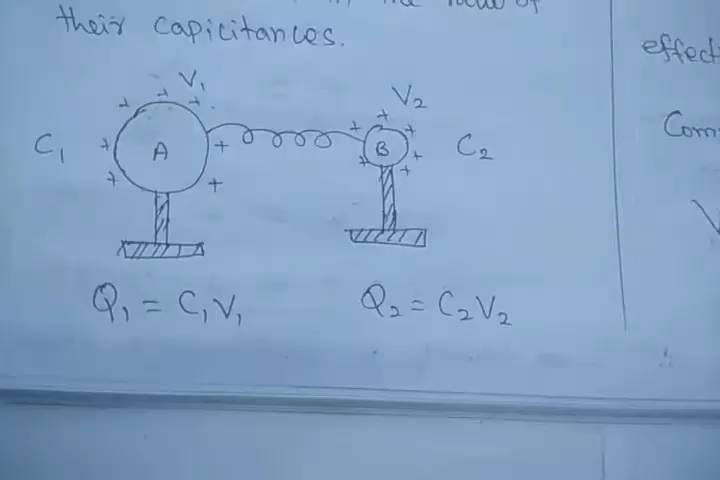 their capicitances.
V₁
V₂
C₁
A
B
C₂
Q₁ = C₁V₁
Q₂ = C₂V₂
effect
Com
V